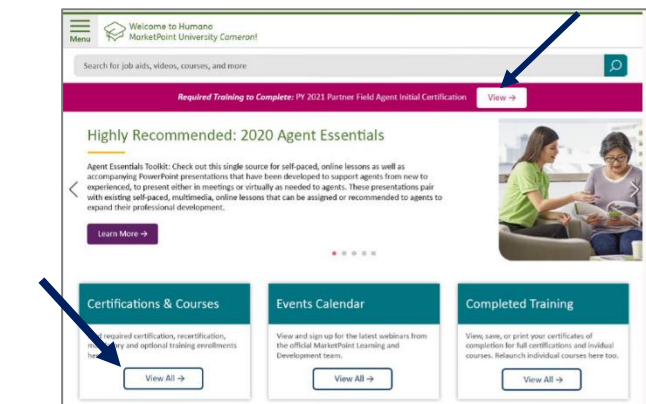 Welcome to Humana
Menu
MarketPoint University Cameron!
Search for job aids, videos, courses, and more
Required Training to Complete: PY 2021 Partner Field Agent Initial Certification View →
Highly Recommended: 2020 Agent Essentials
Agent Essentials Toolkit: Check out this single source for self-paced, online lessons as well as
accompanying PowerPoint presentations that have been developed to support agents from new to
experienced, to present either in meetings or virtually as needed to agents. These presentations pair
with existing self-paced, multimedia, online lessons that can be assigned or recommended to agents to
expand their professional development.
Learn More →
Certifications & Courses
required certification, recertification,
and optional training enrollments
View All →
Events Calendar
View and sign up for the latest webinars from
the official MarketPoint Learning and
Development team.
View All →
Completed Training
View, save, or print your certificates of
completion for full certifications and invidual
courses. Relaunch individual courses here too.
View All →